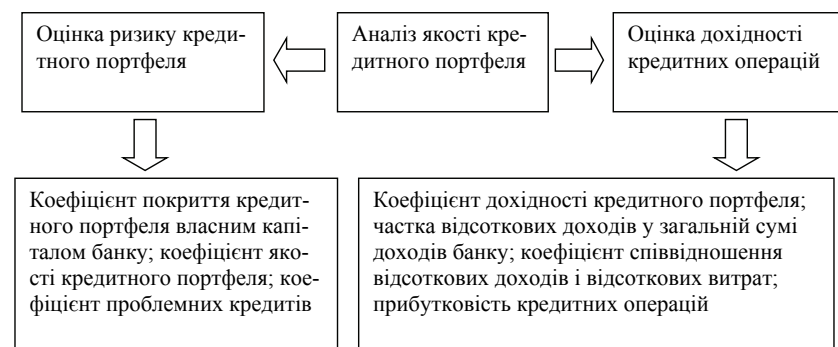 Оцінка ризику креди-
тного портфеля
Аналіз якості кре-
дитного портфеля
Оцінка дохідності
кредитних операцій
Коефіцієнт покриття кредит-
ного портфеля власним капі-
талом банку; коефіцієнт яко-
сті кредитного портфеля; кое-
фіцієнт проблемних кредитів
Коефіцієнт дохідності кредитного портфеля;
частка відсоткових доходів у загальній сумі
доходів банку; коефіцієнт співвідношення
відсоткових доходів і відсоткових витрат;
прибутковість кредитних операцій